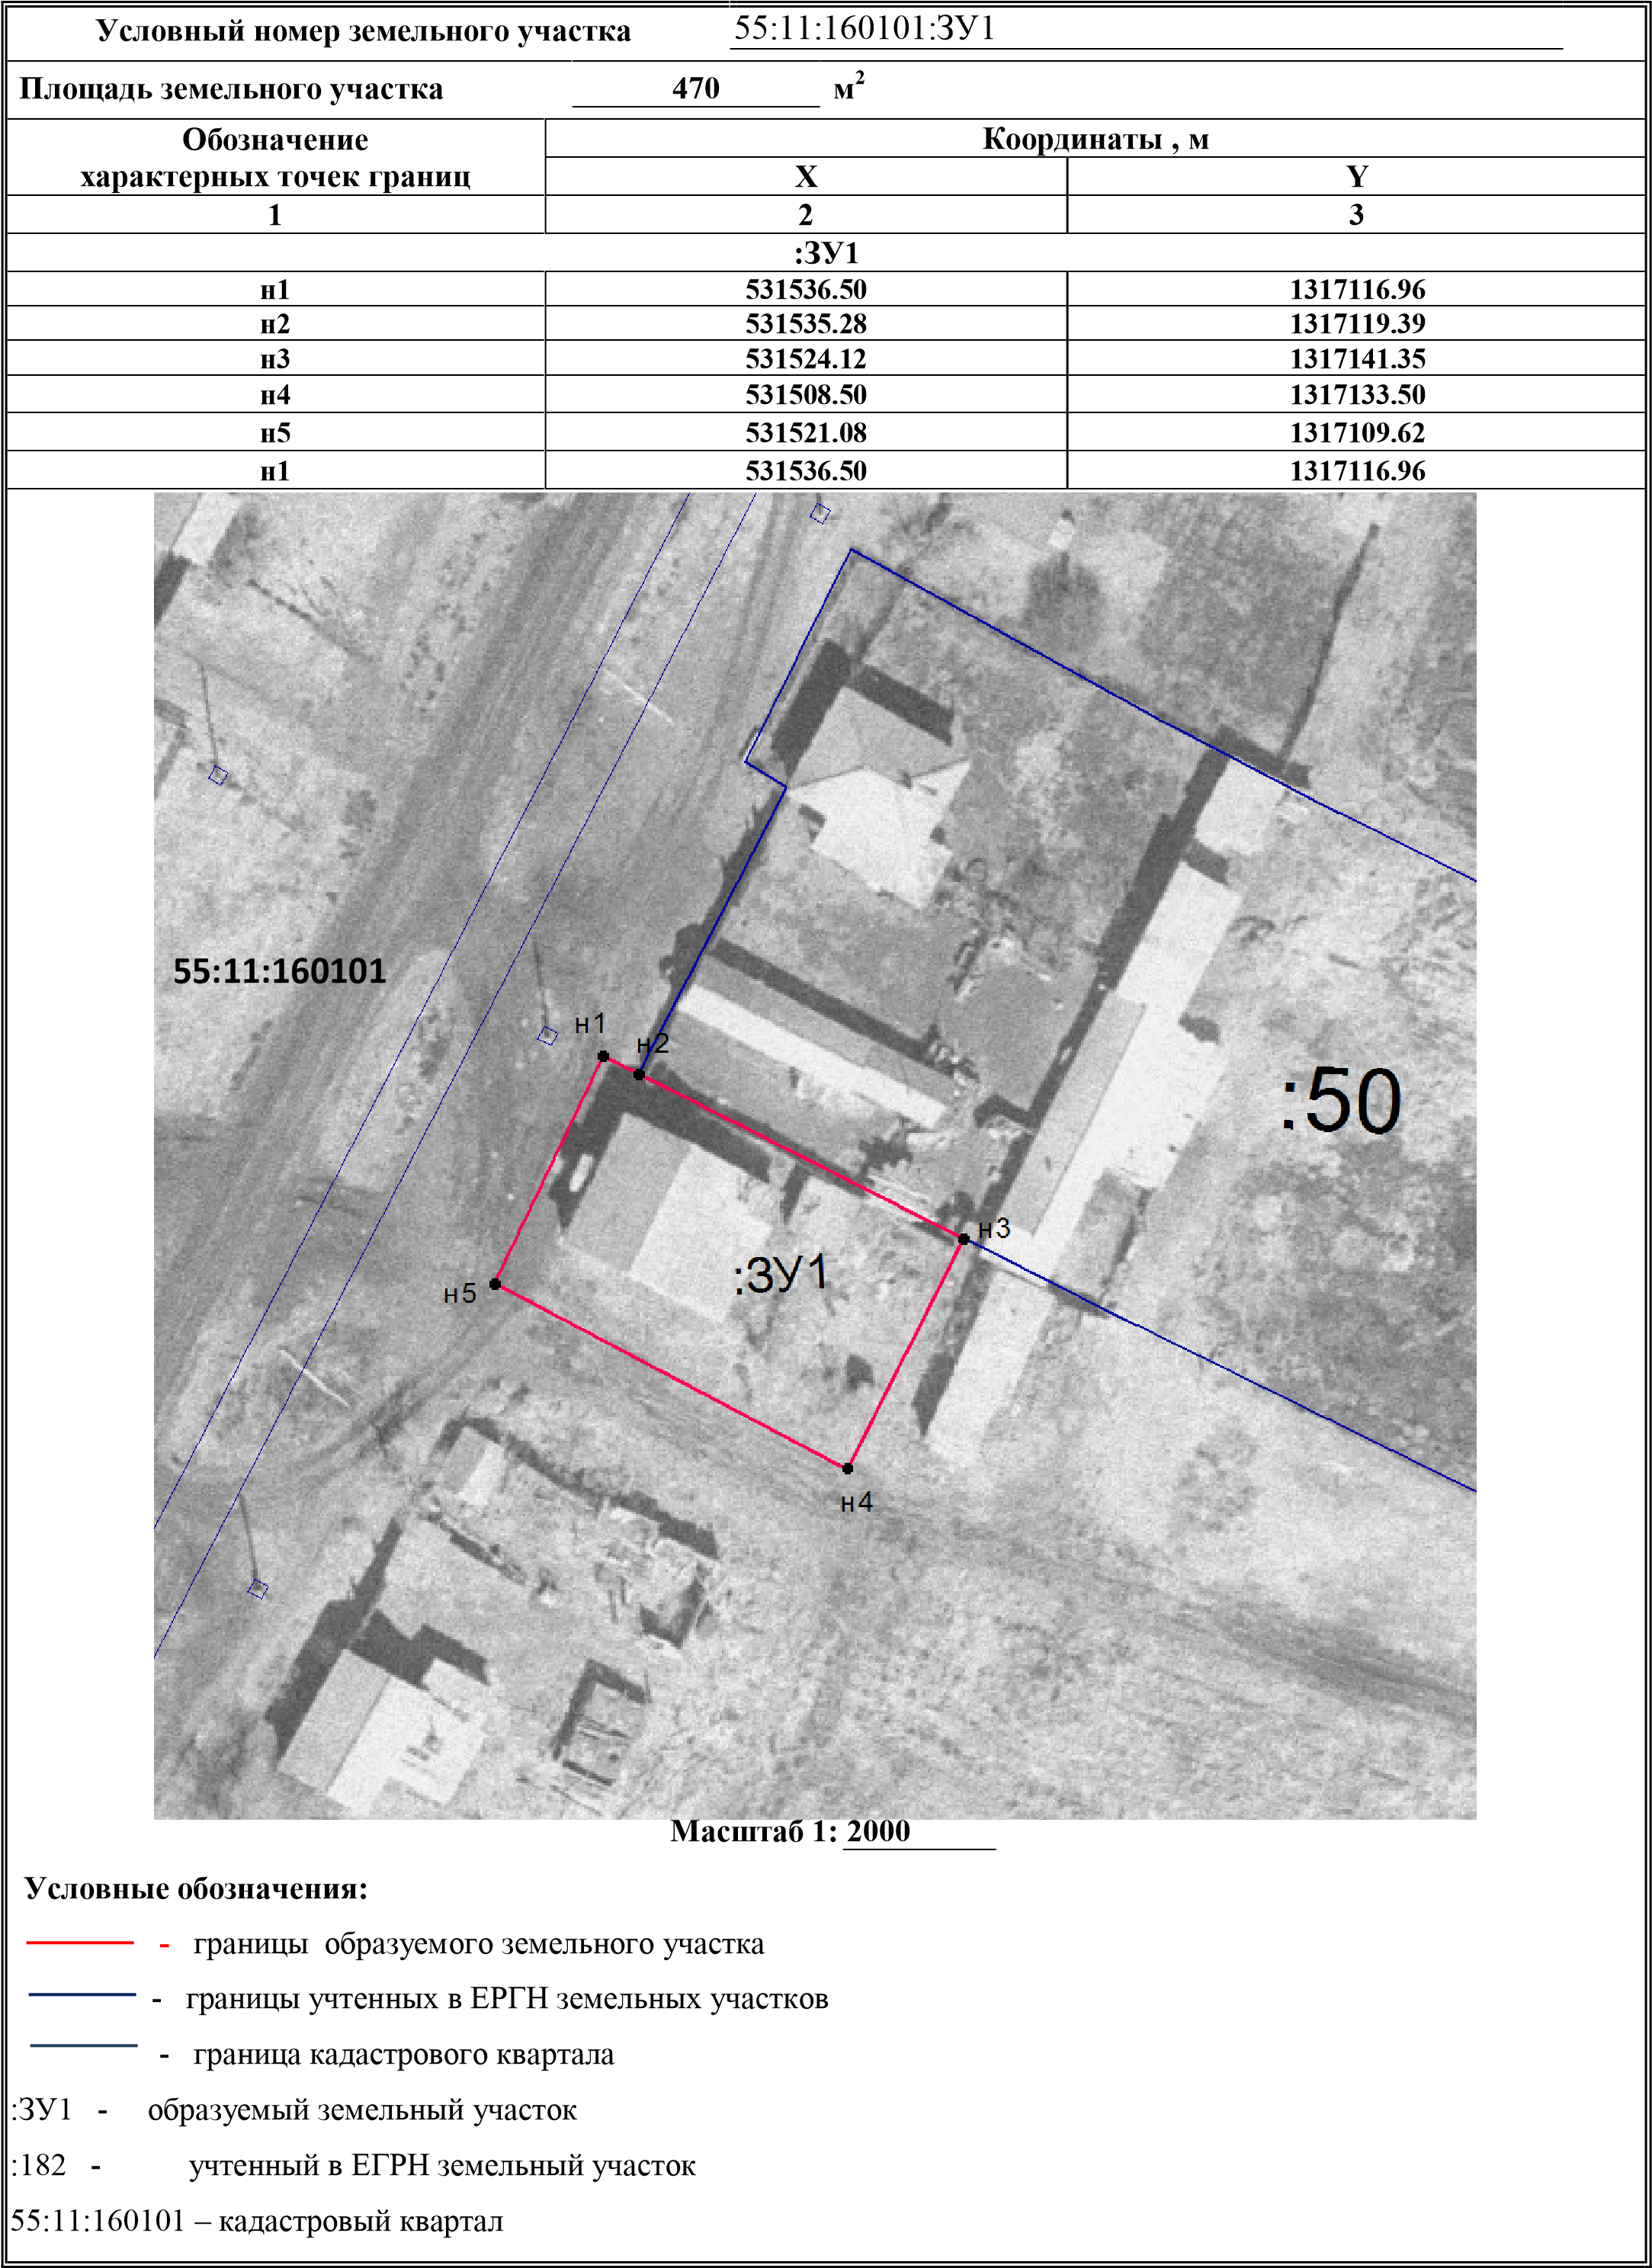 Условный номер земельного участка 55:11:160101:ЗУ1
Площадь земельного участка 470 м²
Обозначение характерных точек границ
Координаты , м
X Y
1 2 3
:ЗУ1
н1 531536.50 1317116.96
н2 531535.28 1317119.39
н3 531524.12 1317141.35
н4 531508.50 1317133.50
н5 531521.08 1317109.62
н1 531536.50 1317116.96
55:11:160101
н1
н2
:50
н3
:ЗУ1
н5
н4
Масштаб 1: 2000
Условные обозначения:
- границы образуемого земельного участка
- границы учтенных в ЕРГН земельных участков
- граница кадастрового квартала
:ЗУ1 - образуемый земельный участок
:182 - учтенный в ЕГРН земельный участок
55:11:160101 – кадастровый квартал